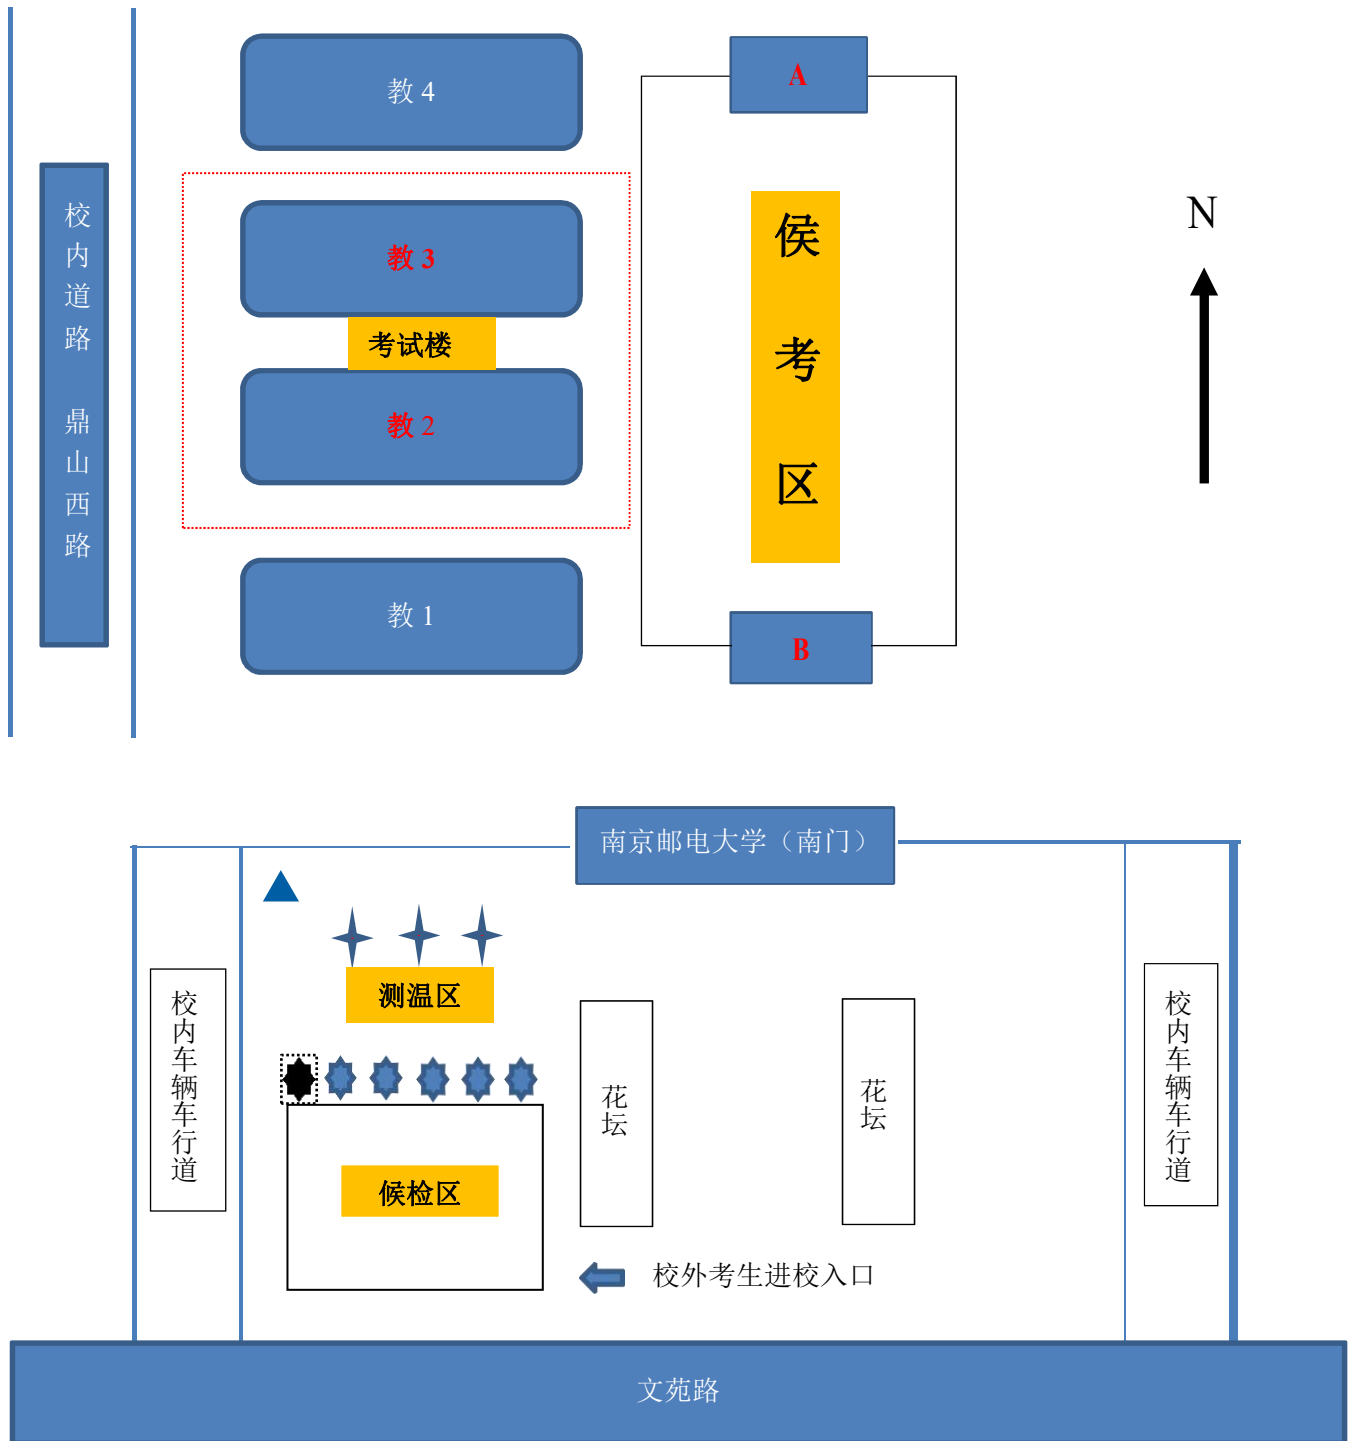 教 4
A
校内道路 鼎山西路
教 3
侯考区
N
考试楼
教 2
教 1
B
南京邮电大学（南门）
测温区
校内车辆车行道
花坛
花坛
校内车辆车行道
候检区
校外考生进校入口
文苑路